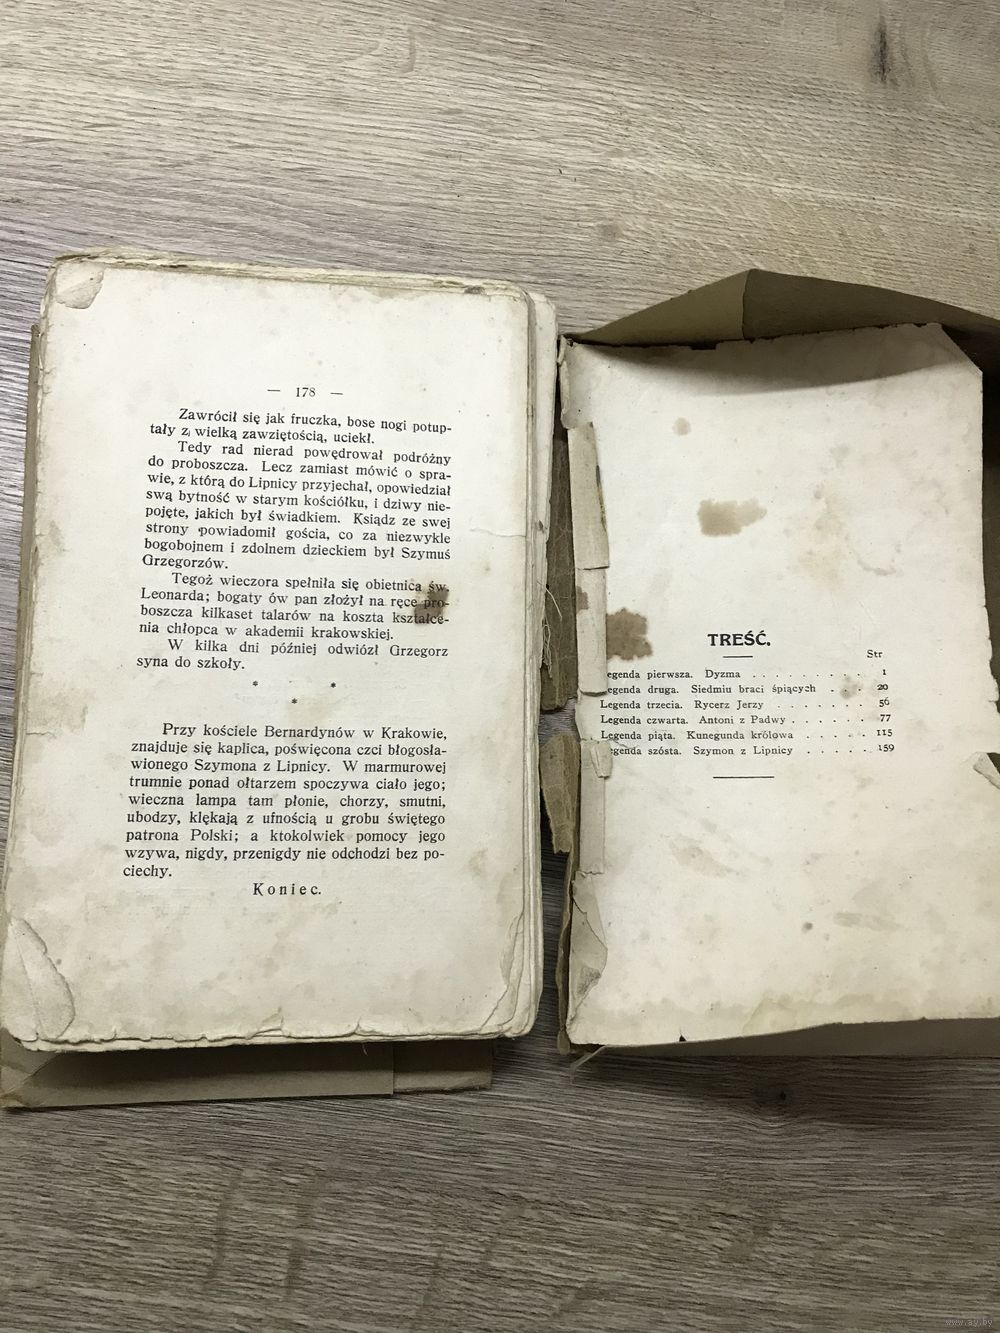 — 178 —
Zawrócił się jak fruczka, bose nogi potup-
tały z wielką zawziętością, uciekł.
Tedy rad nierad powędrował podróżny
do proboszcza. Lecz zamiast mówić o spra-
wie, z którą do Lipnicy przyjechał, opowiedział
swą bytność w starym kościółku, i dziwy nie-
pojęte, jakich był świadkiem. Ksiądz ze swej
strony powiadomił gościa, co za niezwykle
bogobojnem i zdolnem dzieckiem był Szymuś
Grzegorzów.
Tegoż wieczora spełniła się obietnica św.
Leonarda; bogaty ów pan złożył na ręce pro-
boszcza kilkaset talarów na koszta kształce-
nia chłopca w akademii krakowskiej.
W kilka dni później odwiózł Grzegorz
syna do szkoły.
* *
*
Przy kościele Bernardynów w Krakowie,
znajduje się kaplica, poświęcona czci błogosła-
wionego Szymona z Lipnicy. W marmurowej
trumnie ponad ołtarzem spoczywa ciało jego;
wieczna lampa tam płonie, chorzy, smutni,
ubodzy, klękają z ufnością u grobu świętego
patrona Polski; a ktokolwiek pomocy jego
wzywa, nigdy, przenigdy nie odchodzi bez po-
ciechy.
Koniec.
TREŚĆ.
Str
egenda pierwsza. Dyzma . . . . . . . . 1
egenda druga. Siedmiu braci śpiących . . . 20
Legenda trzecia. Rycerz Jerzy . . . . . . . 56
Legenda czwarta. Antoni z Padwy . . . . . 77
Legenda piąta. Kunegunda królowa . . . . . 115
egenda szósta. Szymon z Lipnicy . . . . . 159
www.ay.by